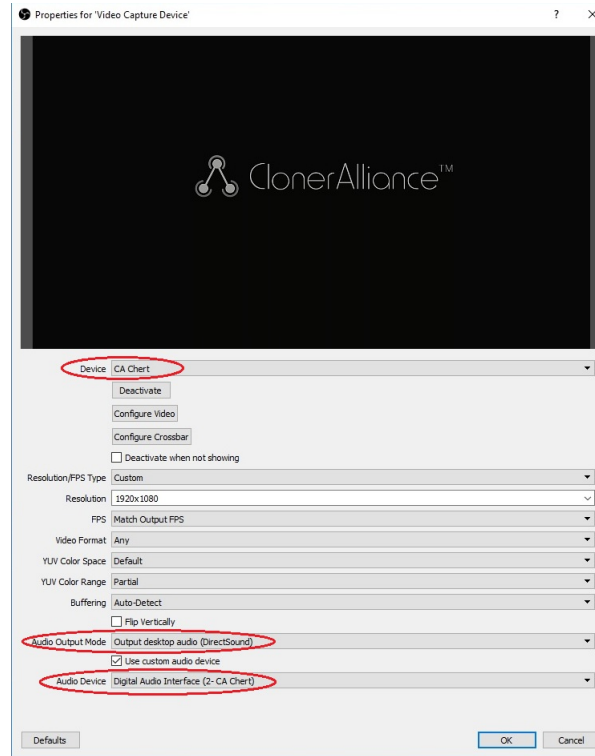 Properties for 'Video Capture Device'
ClonerAlliance™
Device CA Chert
Deactivate
Configure Video
Configure Crossbar
Deactivate when not showing
Resolution/FPS Type Custom
Resolution 1920x1080
FPS Match Output FPS
Video Format Any
YUV Color Space Default
YUV Color Range Partial
Buffering Auto-Detect
Flip Vertically
Audio Output Mode Output desktop audio (DirectSound)
Use custom audio device
Audio Device Digital Audio Interface (2- CA Chert)
Defaults OK Cancel